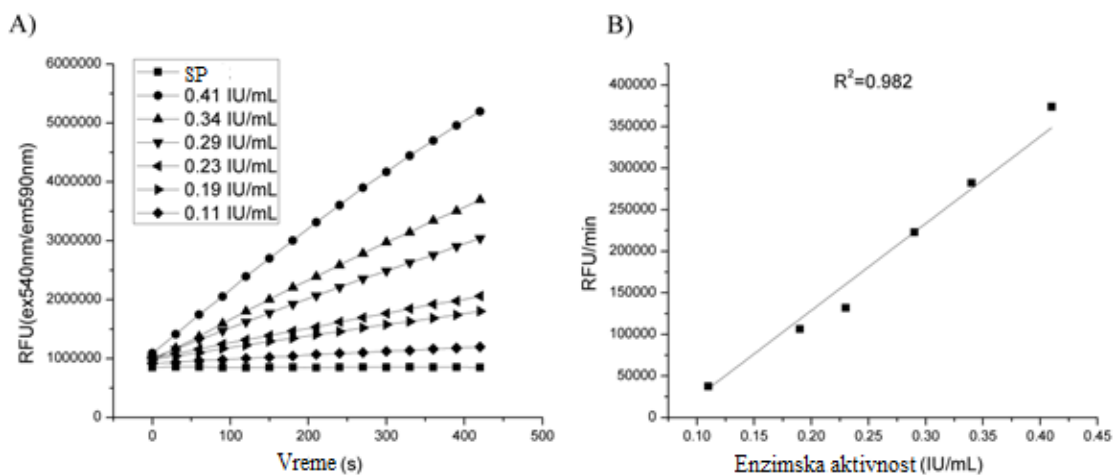 A)
SP
0.41 IU/mL
0.34 IU/mL
0.29 IU/mL
0.23 IU/mL
0.19 IU/mL
0.11 IU/mL
RFU(ex540nm/em590nm)
6000000
5000000
4000000
3000000
2000000
1000000
0
0 100 200 300 400 500
Vreme (s)
B)
R²=0.982
RFU/min
400000
350000
300000
250000
200000
150000
100000
50000
0
0.10 0.15 0.20 0.25 0.30 0.35 0.40 0.45
Enzimska aktivnost (IU/mL)